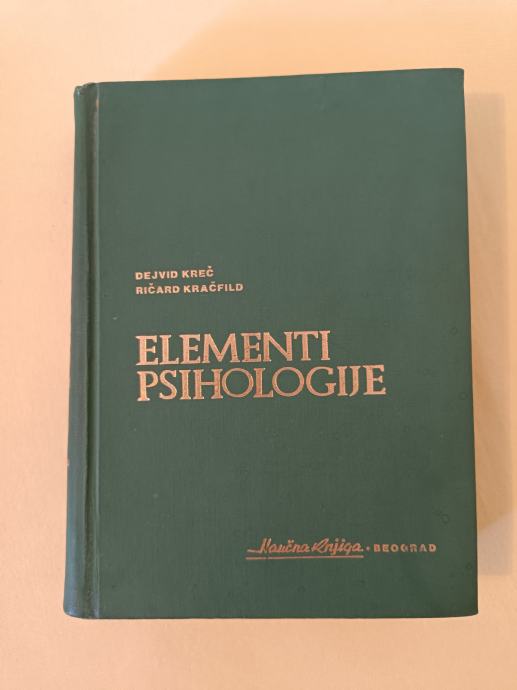 DEJVID KREČ
RIČARD KRAČFILD
ELEMENTI
PSIHOLOGIJE
Naučna Knjiga • BEOGRAD